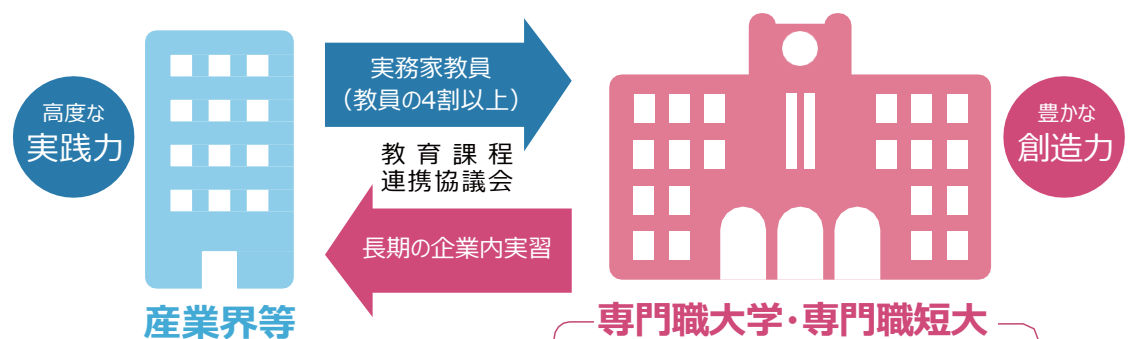 高度な
実践力
実務家教員
（教員の4割以上）
教育課程
連携協議会
長期の企業内実習
豊かな
創造力
産業界等
専門職大学・専門職短大